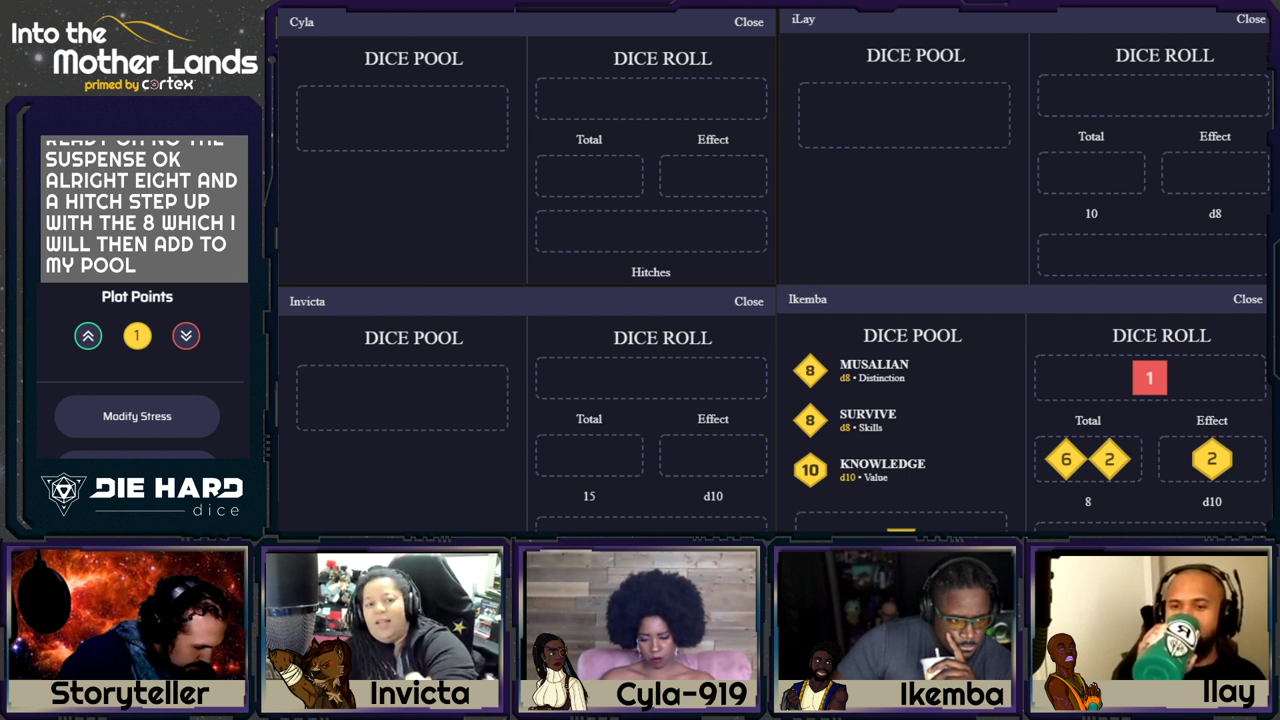 Into the
Mother Lands
primed by cortex
READY OH NO THE
SUSPENSE OK
ALRIGHT EIGHT AND
A HITCH STEP UP
WITH THE 8 WHICH I
WILL THEN ADD TO
MY POOL
Plot Points
1
Modify Stress
DIE HARD
dice
Cyla
Close
DICE POOL
DICE ROLL
Total
Effect
Hitches
iLay
Close
DICE POOL
DICE ROLL
Total
Effect
10
d8
Invicta
Close
DICE POOL
DICE ROLL
Total
Effect
15
d10
Ikemba
Close
DICE POOL
8
MUSALIAN
d8 • Distinction
8
SURVIVE
d8 • Skills
10
KNOWLEDGE
d10 • Value
DICE ROLL
1
Total
Effect
6 2
2
8
d10
Storyteller
Invicta
Cyla-919
Ikemba
Ilay